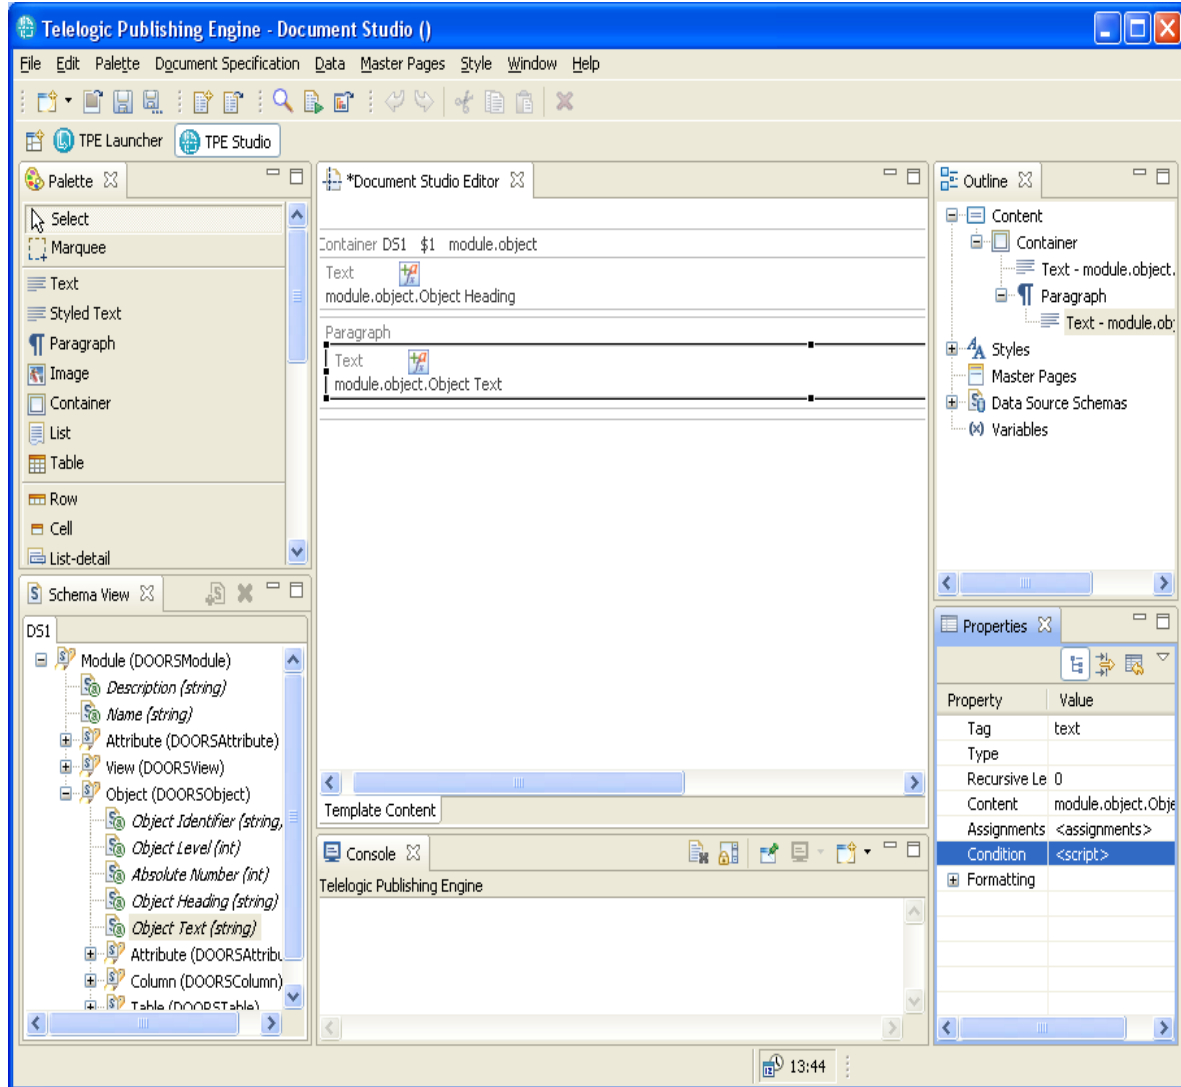 Telelogic Publishing Engine - Document Studio ()
File Edit Palette Document Specification Data Master Pages Style Window Help
TPE Launcher TPE Studio
Palette
Select
Marquee
Text
Styled Text
Paragraph
Image
Container
List
Table
Row
Cell
List-detail
Schema View
DS1
Module (DOORSModule)
Description (string)
Name (string)
Attribute (DOORSAttribute)
View (DOORSView)
Object (DOORSObject)
Object Identifier (string,
Object Level (int)
Absolute Number (int)
Object Heading (string)
Object Text (string)
Attribute (DOORSAttribu
Column (DOORSColumn)
Table (DOORSTable)
*Document Studio Editor
Container DS1 $1 module.object
Text
module.object.Object Heading
Paragraph
Text
module.object.Object Text
Template Content
Console
Telelogic Publishing Engine
Outline
Content
Container
Text - module.object.
Paragraph
Text - module.obj
Styles
Master Pages
Data Source Schemas
Variables
Properties
Property Value
Tag text
Type
Recursive Le 0
Content module.object.Obje
Assignments <assignments>
Condition <script>
Formatting
13:44